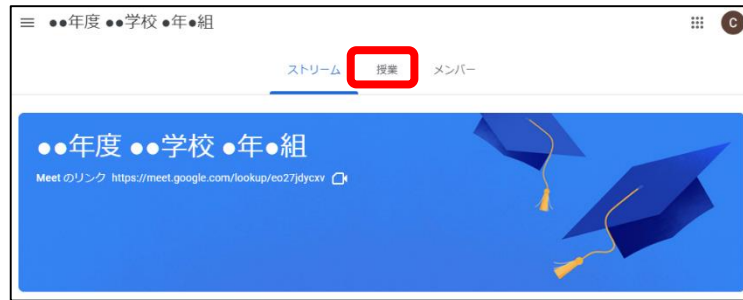 ●●年度 ●●学校 ●年●組
C
ストリーム 授業 メンバー
●●年度 ●●学校 ●年●組
Meet のリンク https://meet.google.com/lookup/eo27jdycxv